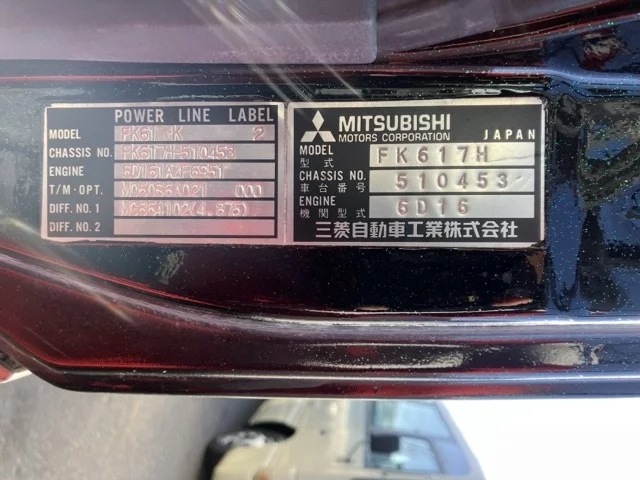 POWER LINE LABEL
MODEL 2
CHASSIS NO. FK617H-510453
ENGINE
T/M·OPT. 000
DIFF. NO. 1
DIFF. NO. 2
MITSUBISHI
MOTORS CORPORATION JAPAN
MODEL
型式 FK617H
CHASSIS NO.
車台番号 510453
ENGINE
機関型式 6D16
三菱自動車工業株式会社